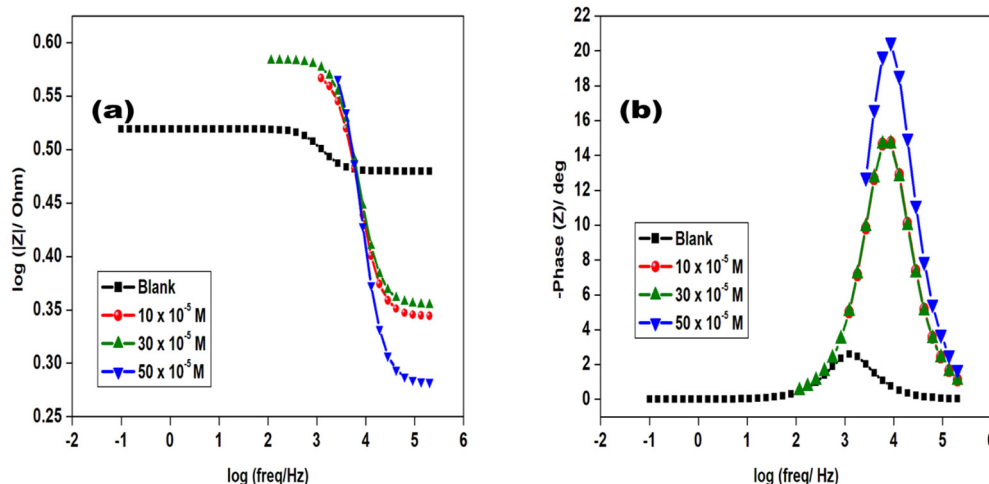 (a)
log (|Z|/ Ohm)
0.60
0.55
0.50
0.45
0.40
0.35
0.30
0.25
Blank
10 x 10⁻⁵ M
30 x 10⁻⁵ M
50 x 10⁻⁵ M
-2 -1 0 1 2 3 4 5 6
log (freq/Hz)
(b)
-Phase (Z)/ deg
22
20
18
16
14
12
10
8
6
4
2
0
Blank
10 x 10⁻⁵ M
30 x 10⁻⁵ M
50 x 10⁻⁵ M
-2 -1 0 1 2 3 4 5 6
log (freq/ Hz)